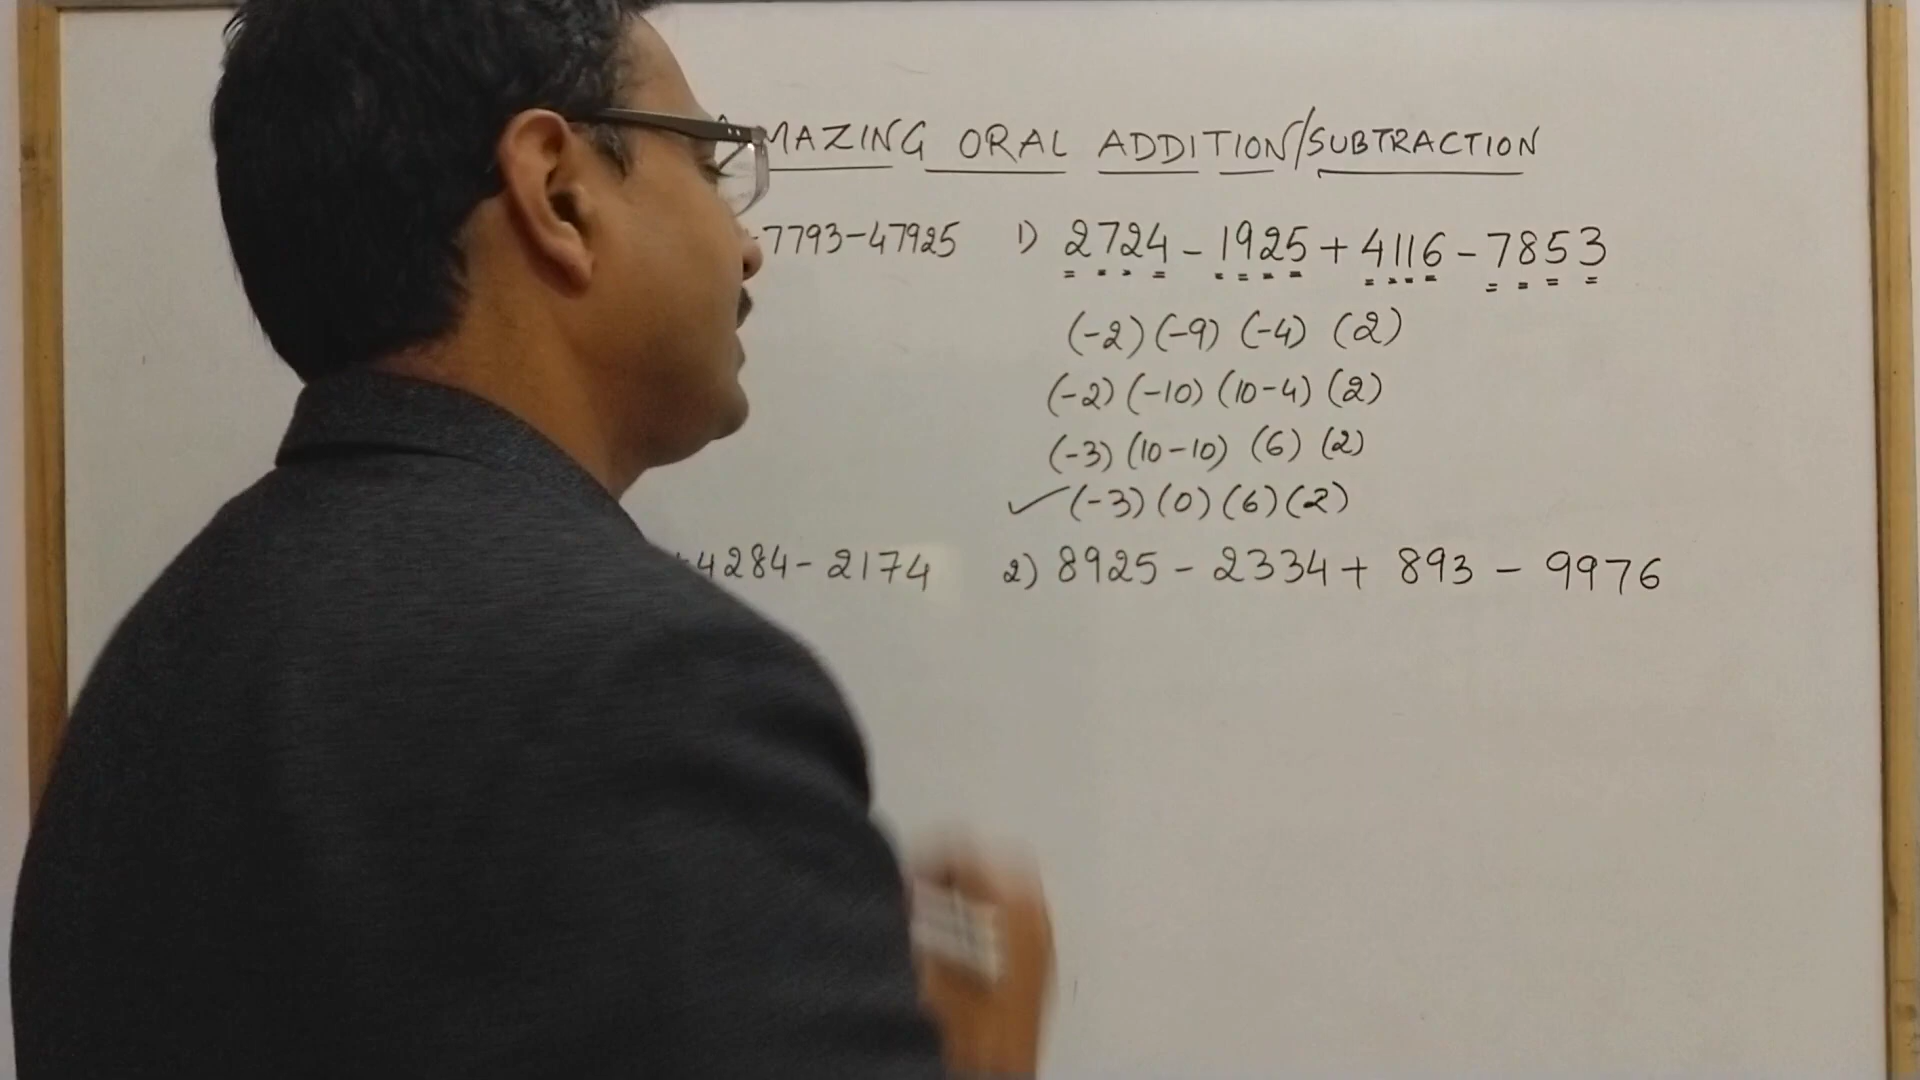 MAZING ORAL ADDITION/SUBTRACTION
-7793-47925
1) 2724 - 1925 + 4116 - 7853
(-2) (-9) (-4) (2)
(-2) (-10) (10-4) (2)
(-3) (10-10) (6) (2)
✓ (-3) (0) (6) (2)
4284 - 2174
2) 8925 - 2334 + 893 - 9976